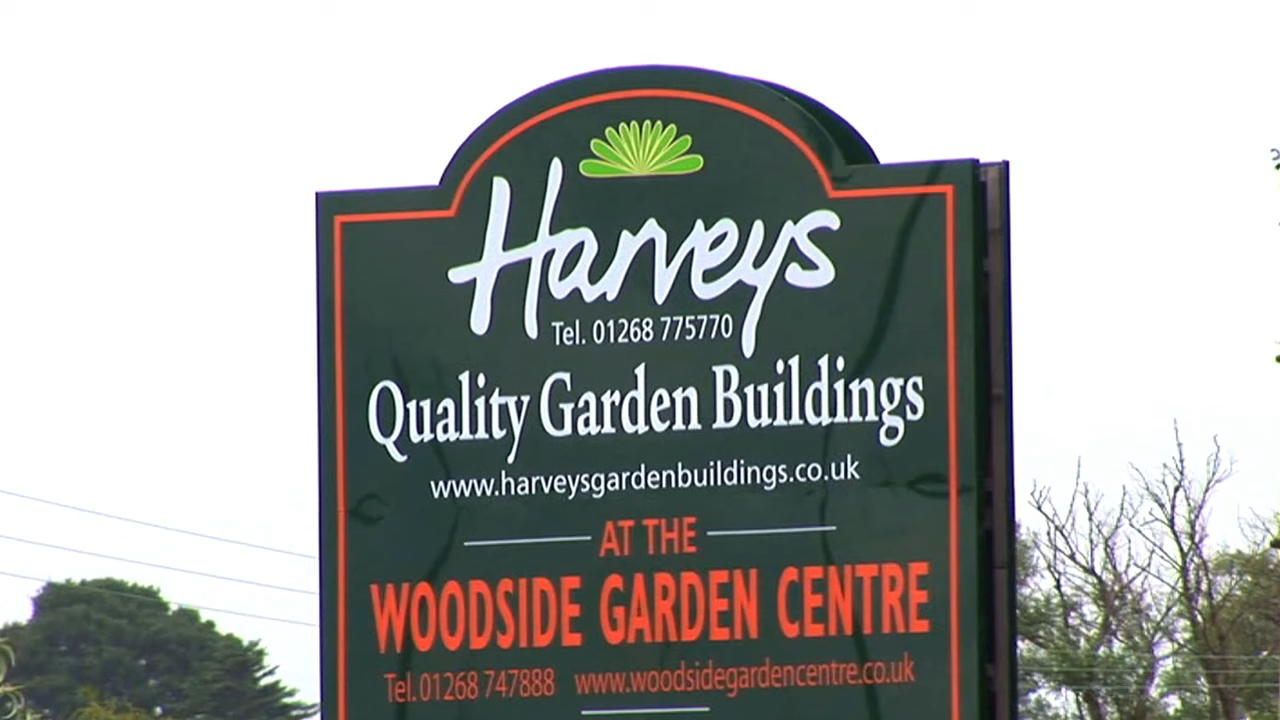 Harveys
Tel. 01268 775770
Quality Garden Buildings
www.harveysgardenbuildings.co.uk
AT THE
WOODSIDE GARDEN CENTRE
Tel. 01268 747888 www.woodsidegardencentre.co.uk